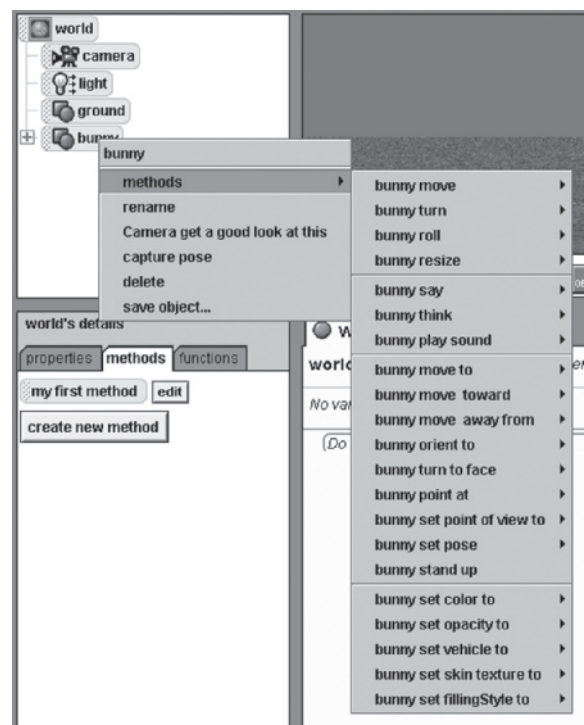 world
camera
light
ground
bunny
bunny
methods
rename
Camera get a good look at this
capture pose
delete
save object...
bunny move
bunny turn
bunny roll
bunny resize
bunny say
bunny think
bunny play sound
bunny move to
bunny move toward
bunny move away from
bunny orient to
bunny turn to face
bunny point at
bunny set point of view to
bunny set pose
bunny stand up
bunny set color to
bunny set opacity to
bunny set vehicle to
bunny set skin texture to
bunny set fillingStyle to
world's details
properties
methods
functions
my first method
edit
create new method
world
(Do